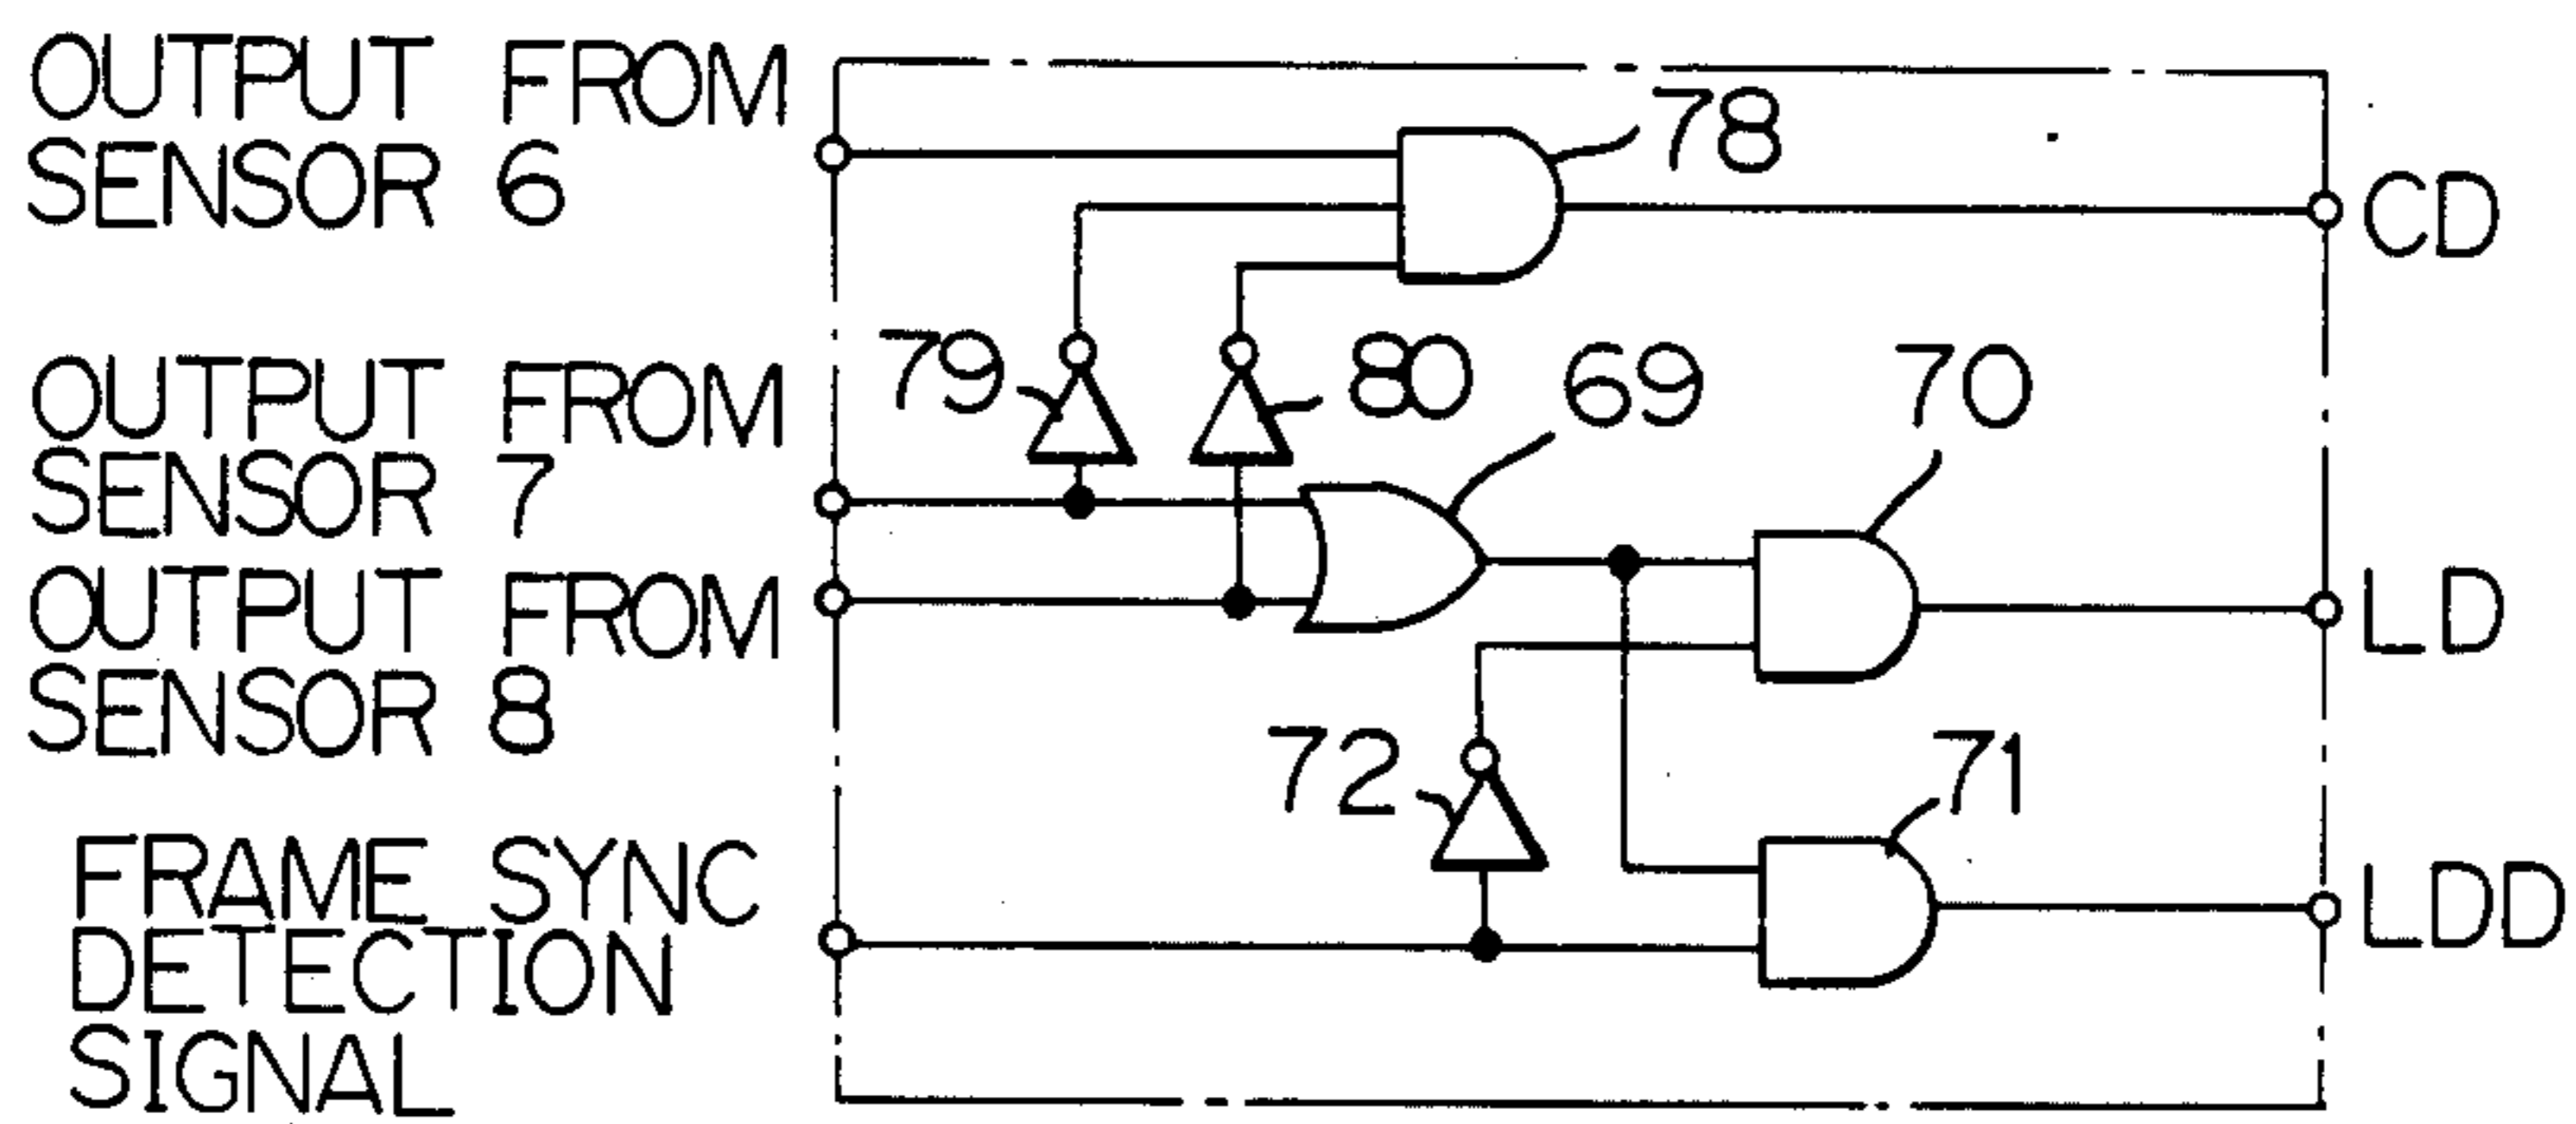 OUTPUT FROM
SENSOR 6
78
CD
OUTPUT FROM
SENSOR 7
79
80
69
70
OUTPUT FROM
SENSOR 8
LD
72
71
FRAME SYNC
DETECTION
SIGNAL
LDD